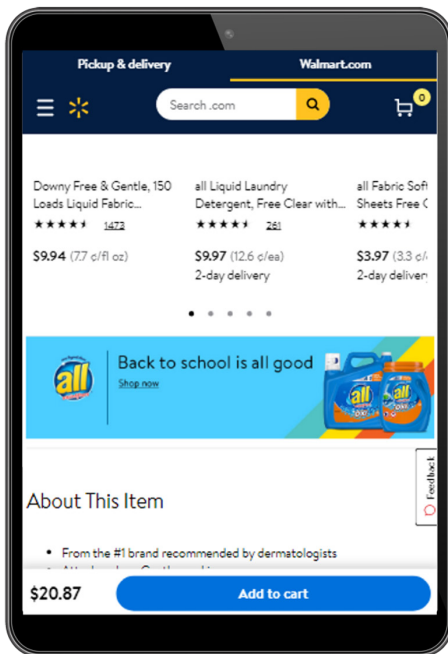 Pickup & delivery
Walmart.com
Search .com
0
Downy Free & Gentle, 150
Loads Liquid Fabric...
1473
$9.94 (7.7 ¢/fl oz)
all Liquid Laundry
Detergent, Free Clear with...
261
$9.97 (12.6 ¢/ea)
2-day delivery
all Fabric Soft
Sheets Free
$3.97 (3.3 ¢/
2-day delivery
all
Back to school is all good
Shop now
all
all
Feedback
About This Item
• From the #1 brand recommended by dermatologists
$20.87
Add to cart